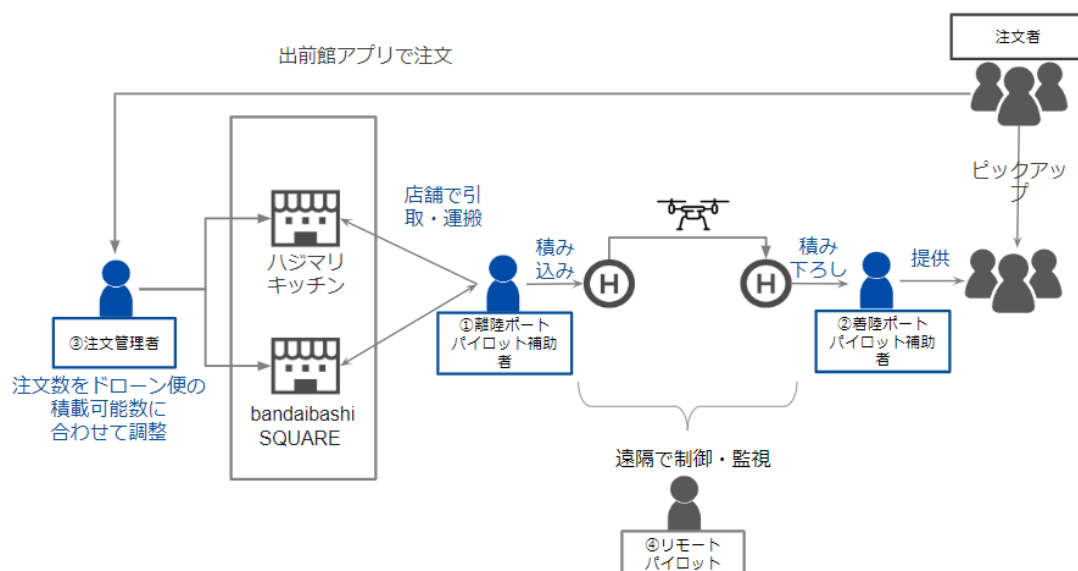 注文者
出前館アプリで注文
ピックアッ
プ
店舗で引
取・運搬
ハジマリ
キッチン
積み
込み
H
H
積み
下ろし
提供
③注文管理者
①離陸ポート
パイロット補助
者
②着陸ポート
パイロット補助
者
注文数をドローン便の
積載可能数に
合わせて調整
bandaibashi
SQUARE
遠隔で制御・監視
④リモート
パイロット